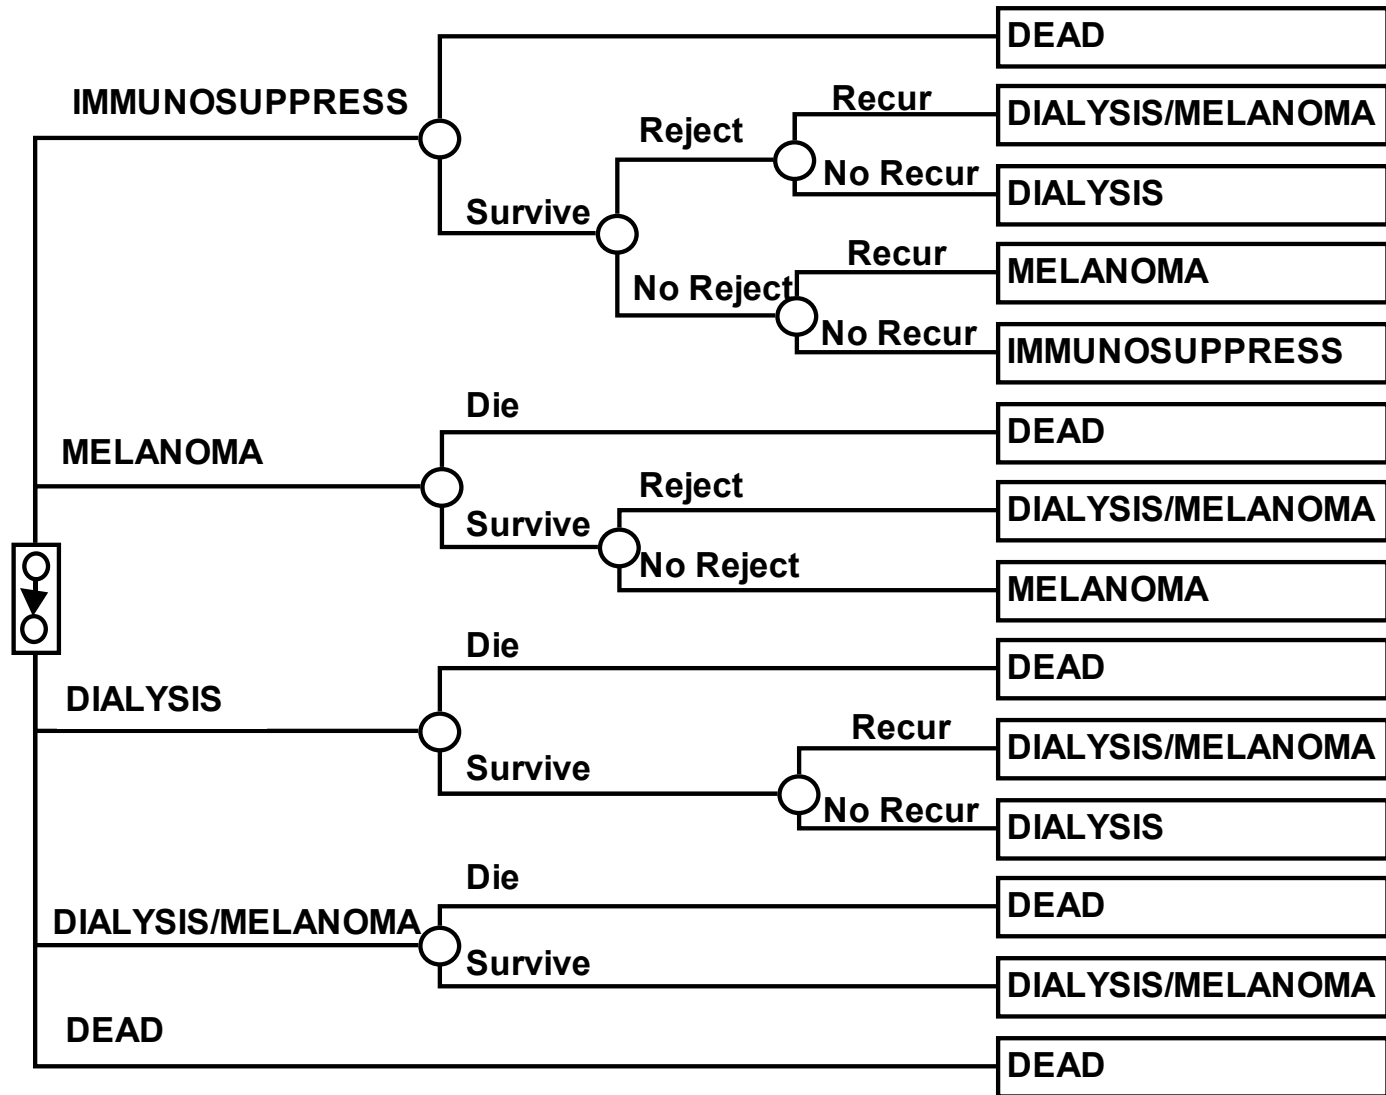 DEAD
IMMUNOSUPPRESS
Recur
DIALYSIS/MELANOMA
Reject
No Recur
DIALYSIS
Survive
Recur
MELANOMA
No Reject
No Recur
IMMUNOSUPPRESS
Die
DEAD
MELANOMA
Reject
DIALYSIS/MELANOMA
Survive
No Reject
MELANOMA
Die
DEAD
DIALYSIS
Recur
DIALYSIS/MELANOMA
Survive
No Recur
DIALYSIS
Die
DEAD
DIALYSIS/MELANOMA
Survive
DIALYSIS/MELANOMA
DEAD
DEAD